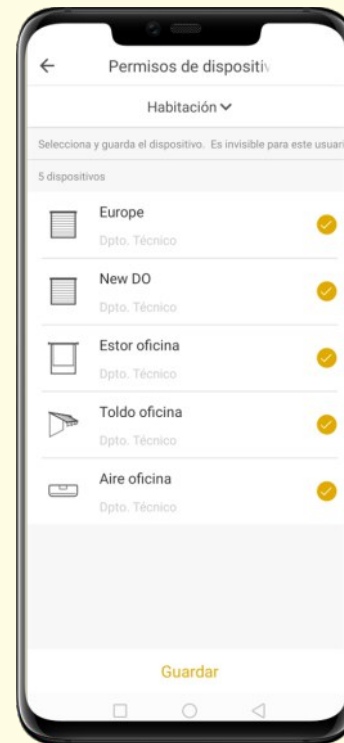 Permisos de dispositiv
Habitación
Selecciona y guarda el dispositivo. Es invisible para este usuari
5 dispositivos
Europe
Dpto. Técnico
New DO
Dpto. Técnico
Estor oficina
Dpto. Técnico
Toldo oficina
Dpto. Técnico
Aire oficina
Dpto. Técnico
Guardar